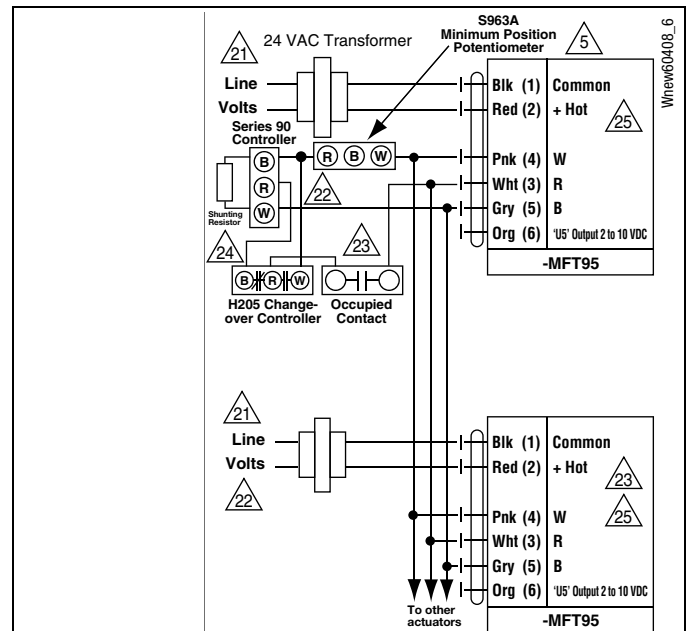 S963A
Minimum Position
Potentiometer
5
Wnew60408_6
21
24 VAC Transformer
Line
Volts
Blk (1) Common
Red (2) + Hot
25
Series 90
Controller
B
R
W
R B W
22
Pnk (4) W
Wht (3) R
Gry (5) B
Org (6) 'U5' Output 2 to 10 VDC
-MFT95
Shunting
Resistor
24
23
B R W
H205 Change-
over Controller
Occupied
Contact
21
Line
Volts
22
Blk (1) Common
Red (2) + Hot
23
25
Pnk (4) W
Wht (3) R
Gry (5) B
Org (6) 'U5' Output 2 to 10 VDC
-MFT95
To other
actuators